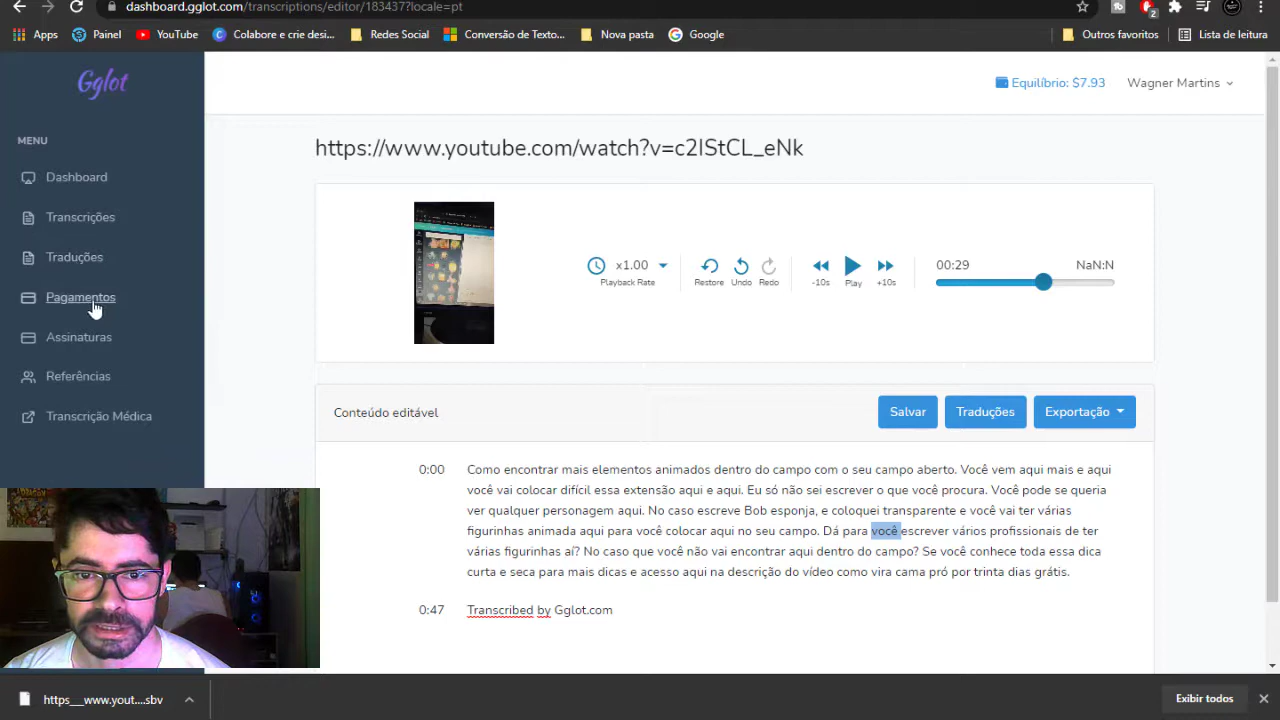 dashboard.gglot.com/transcriptions/editor/183437?locale=pt
2
Apps Painel YouTube Colabore e crie desi... Redes Social Conversão de Texto... Nova pasta Google Outros favoritos Lista de leitura
Gglot
Equilíbrio: $7.93 Wagner Martins
MENU
Dashboard
Transcrições
Traduções
Pagamentos
Assinaturas
Referências
Transcrição Médica
https://www.youtube.com/watch?v=c2IStCL_eNk
x1.00
Playback Rate
Restore Undo Redo
-10s Play +10s
00:29 NaN:N
Conteúdo editável Salvar Traduções Exportação
0:00 Como encontrar mais elementos animados dentro do campo com o seu campo aberto. Você vem aqui mais e aqui
você vai colocar difícil essa extensão aqui e aqui. Eu só não sei escrever o que você procura. Você pode se queria
ver qualquer personagem aqui. No caso escreve Bob esponja, e coloquei transparente e você vai ter várias
figurinhas animada aqui para você colocar aqui no seu campo. Dá para você escrever vários profissionais de ter
várias figurinhas aí? No caso que você não vai encontrar aqui dentro do campo? Se você conhece toda essa dica
curta e seca para mais dicas e acesso aqui na descrição do vídeo como vira cama pró por trinta dias grátis.
0:47 Transcribed by Gglot.com
https__www.yout....sbv Exibir todos